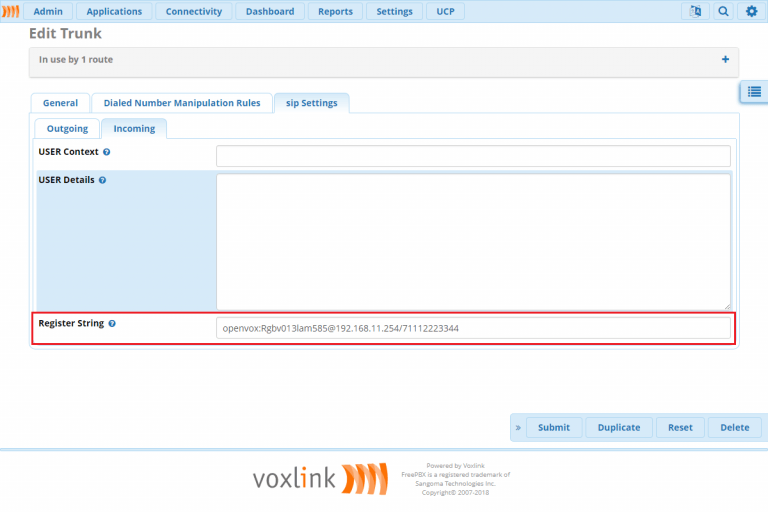 Admin Applications Connectivity Dashboard Reports Settings UCP
Edit Trunk
In use by 1 route
General Dialed Number Manipulation Rules sip Settings
Outgoing Incoming
USER Context
USER Details
Register String openvox:Rgbv013lam585@192.168.11.254/71112223344
» Submit Duplicate Reset Delete
voxlink
Powered by Voxlink
FreePBX is a registered trademark of
Sangoma Technologies Inc.
Copyright© 2007-2018